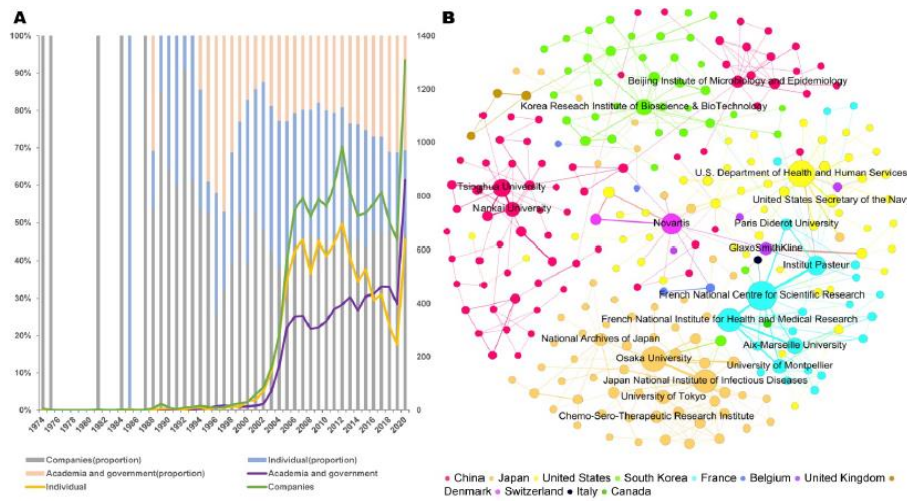 A
100%
90%
80%
70%
60%
50%
40%
30%
20%
10%
0%
1400
1200
1000
800
600
400
200
0
1974
1976
1978
1980
1982
1984
1986
1988
1990
1992
1994
1996
1998
2000
2002
2004
2006
2008
2010
2012
2014
2016
2018
2020
Companies(proportion)
Individual(proportion)
Academia and government(proportion)
Academia and government
Individual
Companies
B
Beijing Institute of Microbiology and Epidemiology
Korea Reseach Institute of Bioscience & BioTechnology
Tsinghua University
Nankai University
U.S. Department of Health and Human Services
United States Secretary of the Nav
Novartis
Paris Diderot University
GlaxoSmithKline
Institut Pasteur
French National Centre for Scientific Research
French National Institute for Health and Medical Research
National Archives of Japan
Aix-Marseille University
Osaka University
University of Montpellier
Japan National Institute of Infectious Diseases
University of Tokyo
Chemo-Sero-Therapeutic Research Institute
China Japan United States South Korea France Belgium United Kingdom
Denmark Switzerland Italy Canada